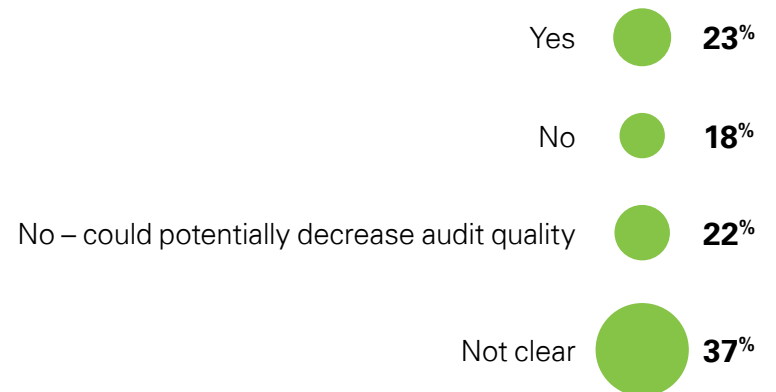 Yes 23%
No 18%
No – could potentially decrease audit quality 22%
Not clear 37%